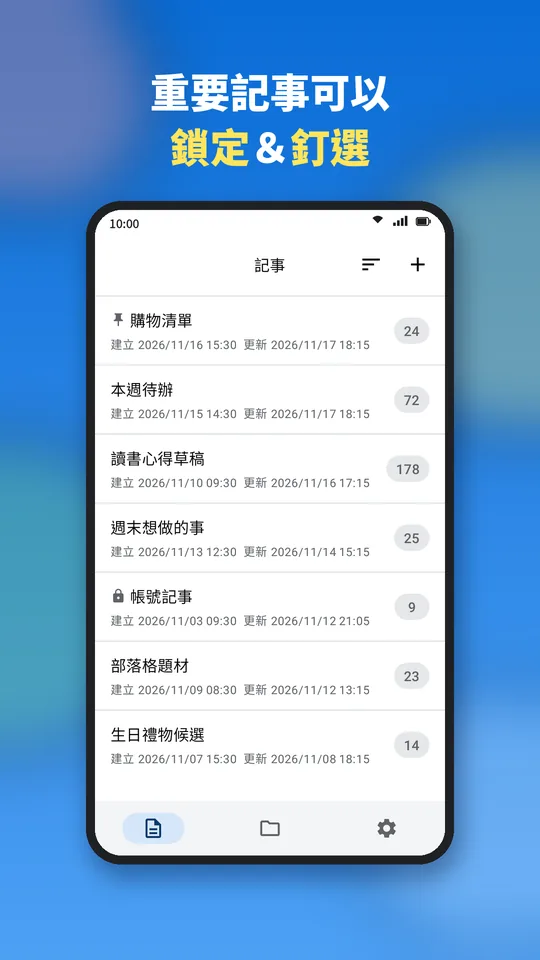 重要記事可以
鎖定&釘選
10:00
記事
購物清單
建立 2026/11/16 15:30 更新 2026/11/17 18:15
24
本週待辦
建立 2026/11/15 14:30 更新 2026/11/17 18:15
72
讀書心得草稿
建立 2026/11/10 09:30 更新 2026/11/16 17:15
178
週末想做的事
建立 2026/11/13 12:30 更新 2026/11/14 15:15
25
帳號記事
建立 2026/11/03 09:30 更新 2026/11/12 21:05
9
部落格題材
建立 2026/11/09 08:30 更新 2026/11/12 13:15
23
生日禮物候選
建立 2026/11/07 15:30 更新 2026/11/08 18:15
14